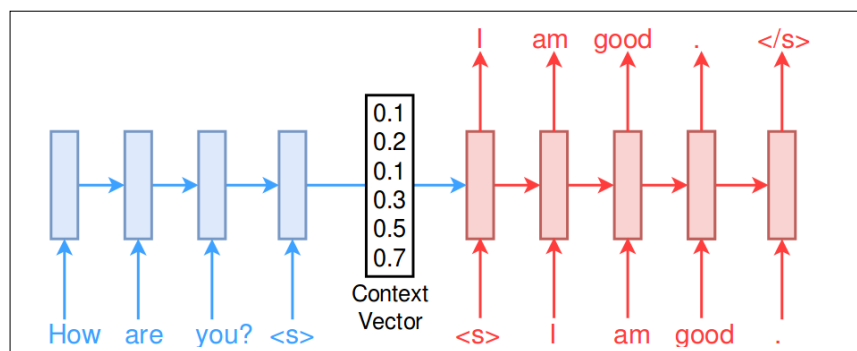 I am good . </s>
0.1
0.2
0.1
0.3
0.5
0.7
Context
Vector
How are you? <s>
<s> I am good .